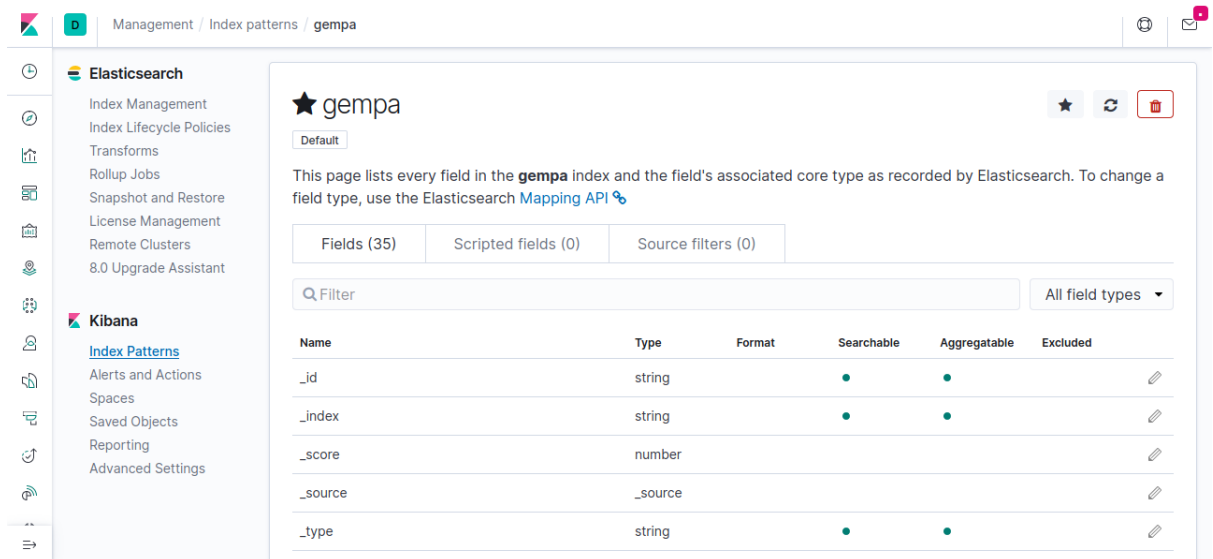 D Management / Index patterns / gempa
Elasticsearch
Index Management
Index Lifecycle Policies
Transforms
Rollup Jobs
Snapshot and Restore
License Management
Remote Clusters
8.0 Upgrade Assistant
Kibana
Index Patterns
Alerts and Actions
Spaces
Saved Objects
Reporting
Advanced Settings
gempa
Default
This page lists every field in the gempa index and the field's associated core type as recorded by Elasticsearch. To change a
field type, use the Elasticsearch Mapping API
Fields (35) Scripted fields (0) Source filters (0)
Filter All field types
Name Type Format Searchable Aggregatable Excluded
_id string
_index string
_score number
_source _source
_type string